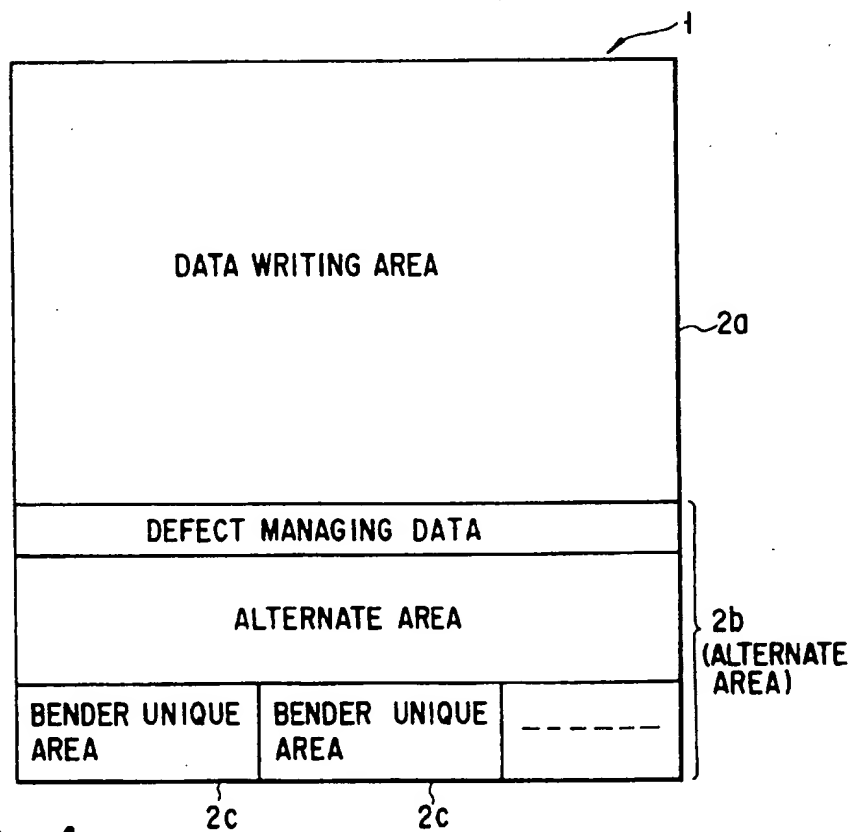 1
DATA WRITING AREA
2a
DEFECT MANAGING DATA
ALTERNATE AREA
2b
(ALTERNATE
AREA)
BENDER UNIQUE
AREA
BENDER UNIQUE
AREA
2c
2c